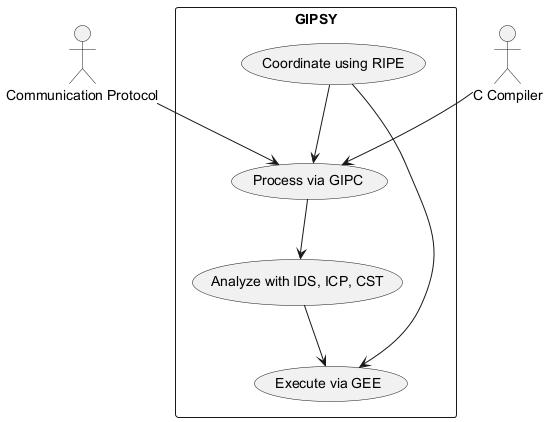 GIPSY
Coordinate using RIPE
Communication Protocol
C Compiler
Process via GIPC
Analyze with IDS, ICP, CST
Execute via GEE